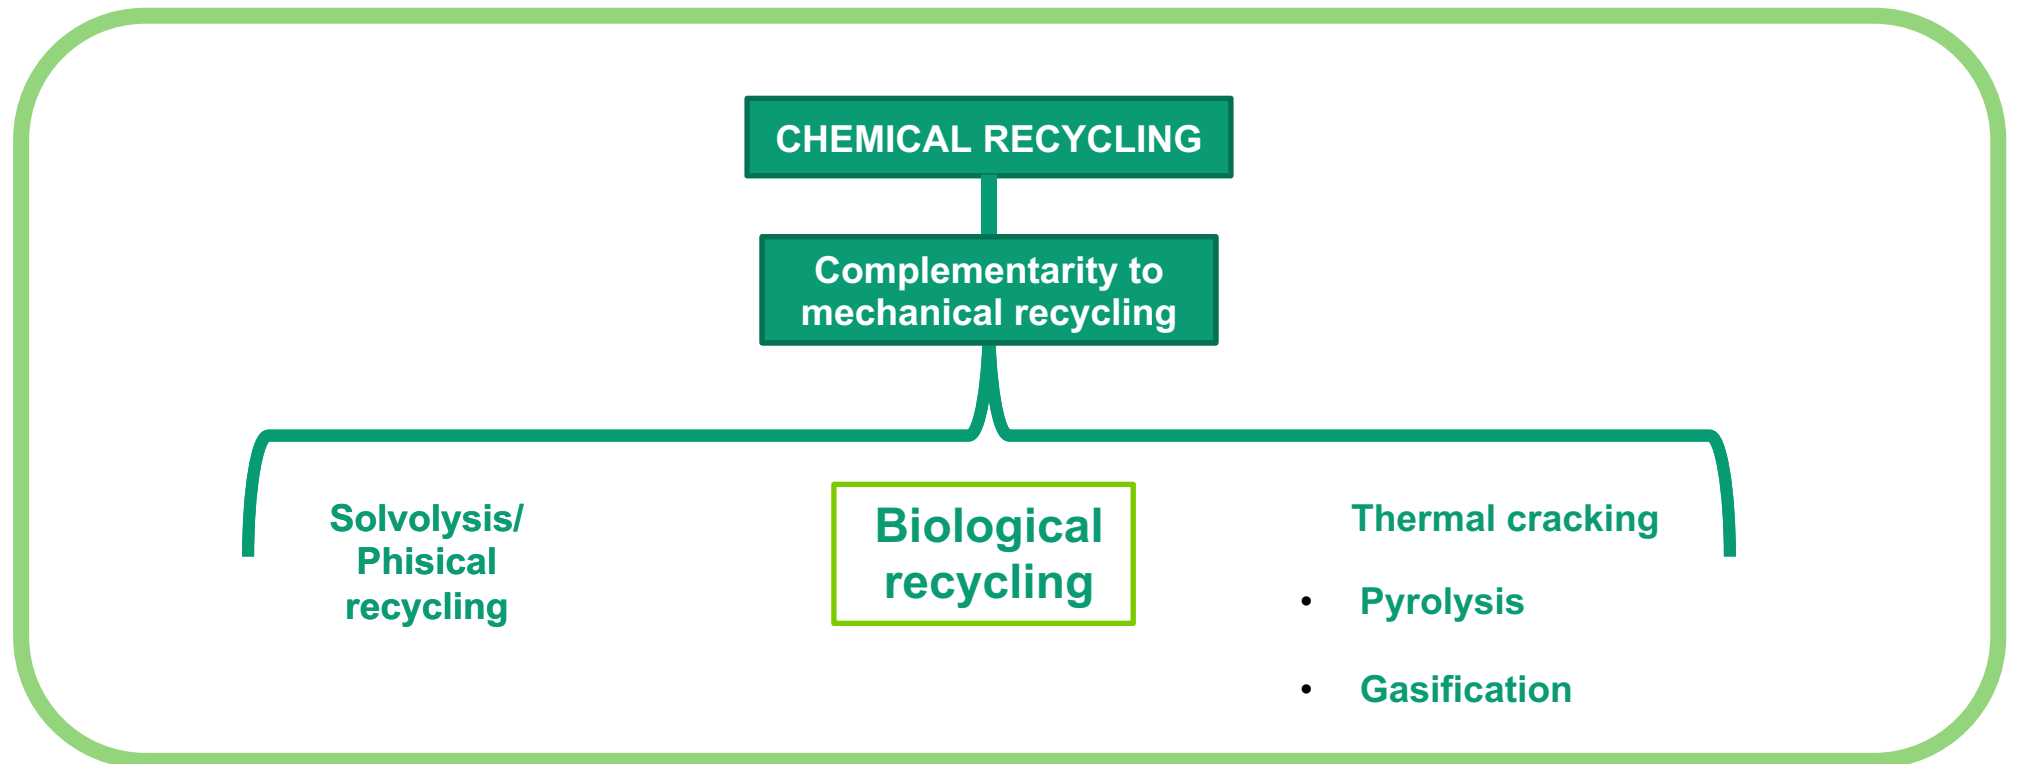 CHEMICAL RECYCLING
Complementarity to
mechanical recycling
Solvolysis/
Phisical
recycling
Biological
recycling
Thermal cracking
• Pyrolysis
• Gasification